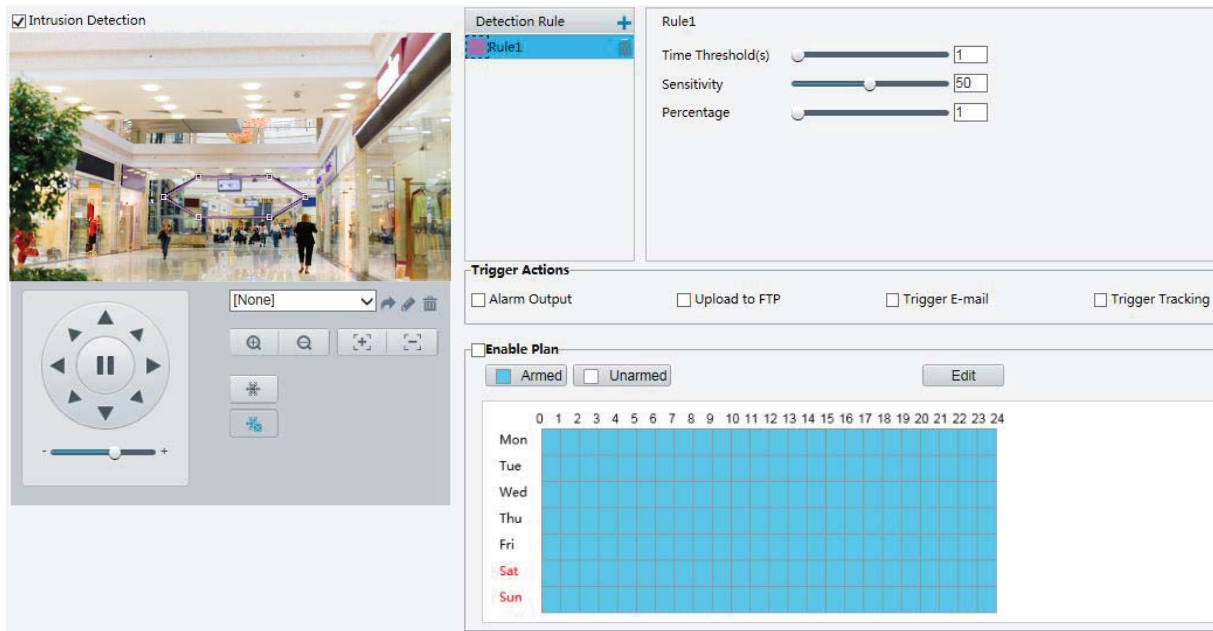 Intrusion Detection
Detection Rule
Rule1
Rule1
Time Threshold(s) 1
Sensitivity 50
Percentage 1
[None]
Trigger Actions
Alarm Output Upload to FTP Trigger E-mail Trigger Tracking
Enable Plan
Armed Unarmed Edit
0 1 2 3 4 5 6 7 8 9 10 11 12 13 14 15 16 17 18 19 20 21 22 23 24
Mon
Tue
Wed
Thu
Fri
Sat
Sun
- +